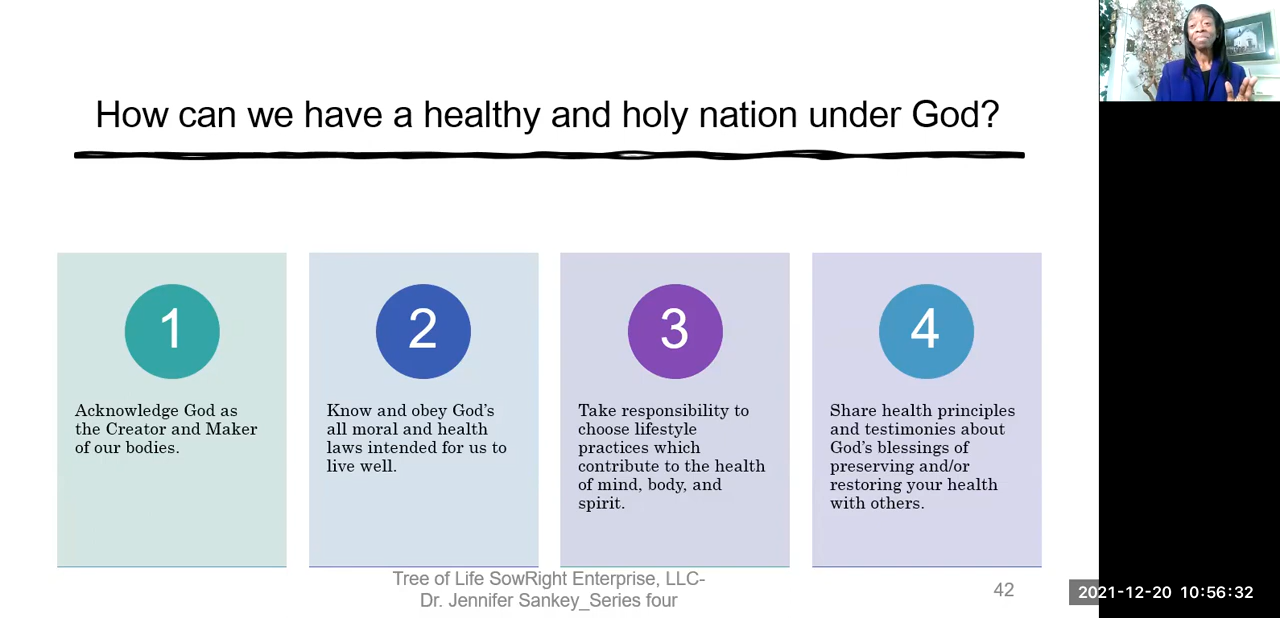 How can we have a healthy and holy nation under God?
1
Acknowledge God as
the Creator and Maker
of our bodies.
2
Know and obey God's
all moral and health
laws intended for us to
live well.
3
Take responsibility to
choose lifestyle
practices which
contribute to the health
of mind, body, and
spirit.
4
Share health principles
and testimonies about
God's blessings of
preserving and/or
restoring your health
with others.
Tree of Life SowRight Enterprise, LLC-
Dr. Jennifer Sankey_Series four
42
2021-12-20 10:56:32